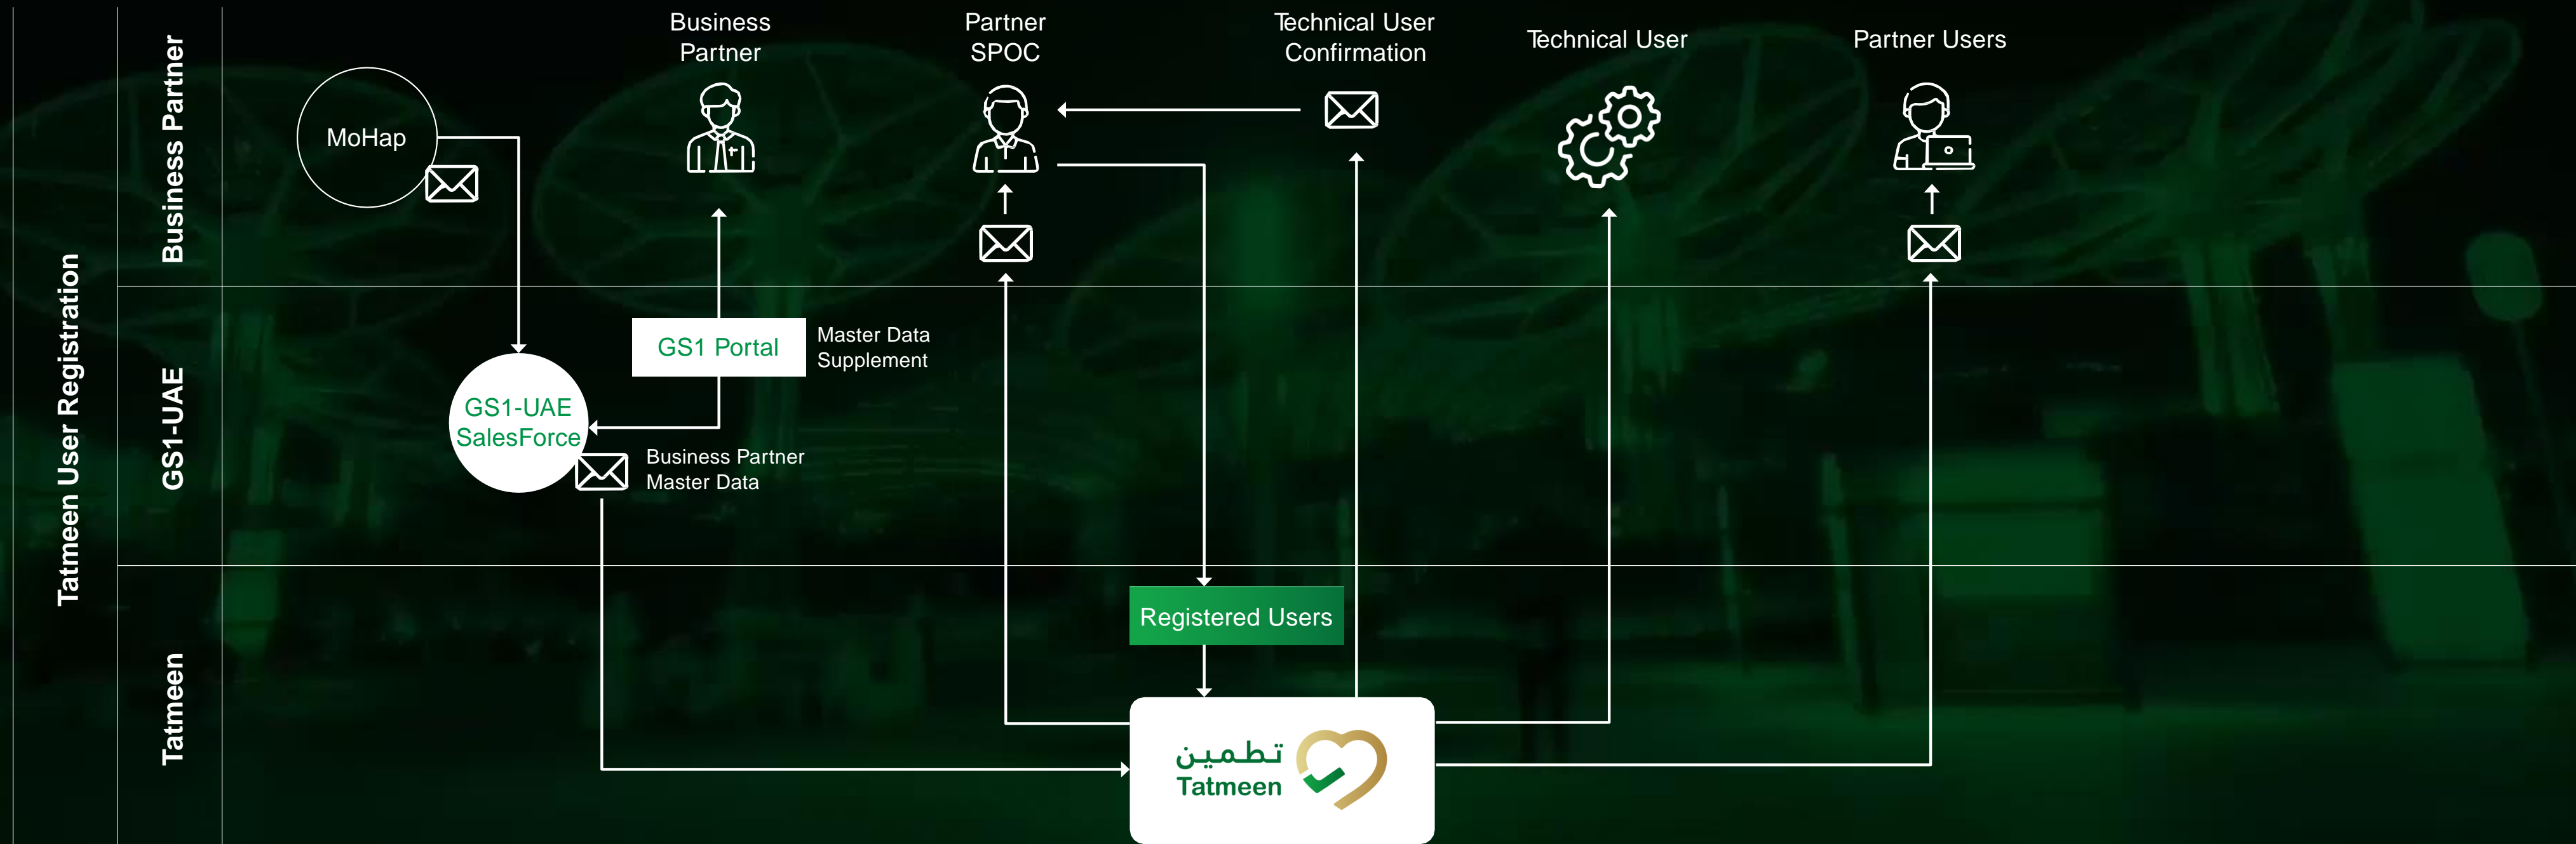 Tatmeen User Registration
Business Partner
GS1-UAE
Tatmeen
MoHap
Business
Partner
Partner
SPOC
Technical User
Confirmation
Technical User
Partner Users
GS1 Portal
Master Data
Supplement
GS1-UAE
SalesForce
Business Partner
Master Data
Registered Users
تطمين
Tatmeen